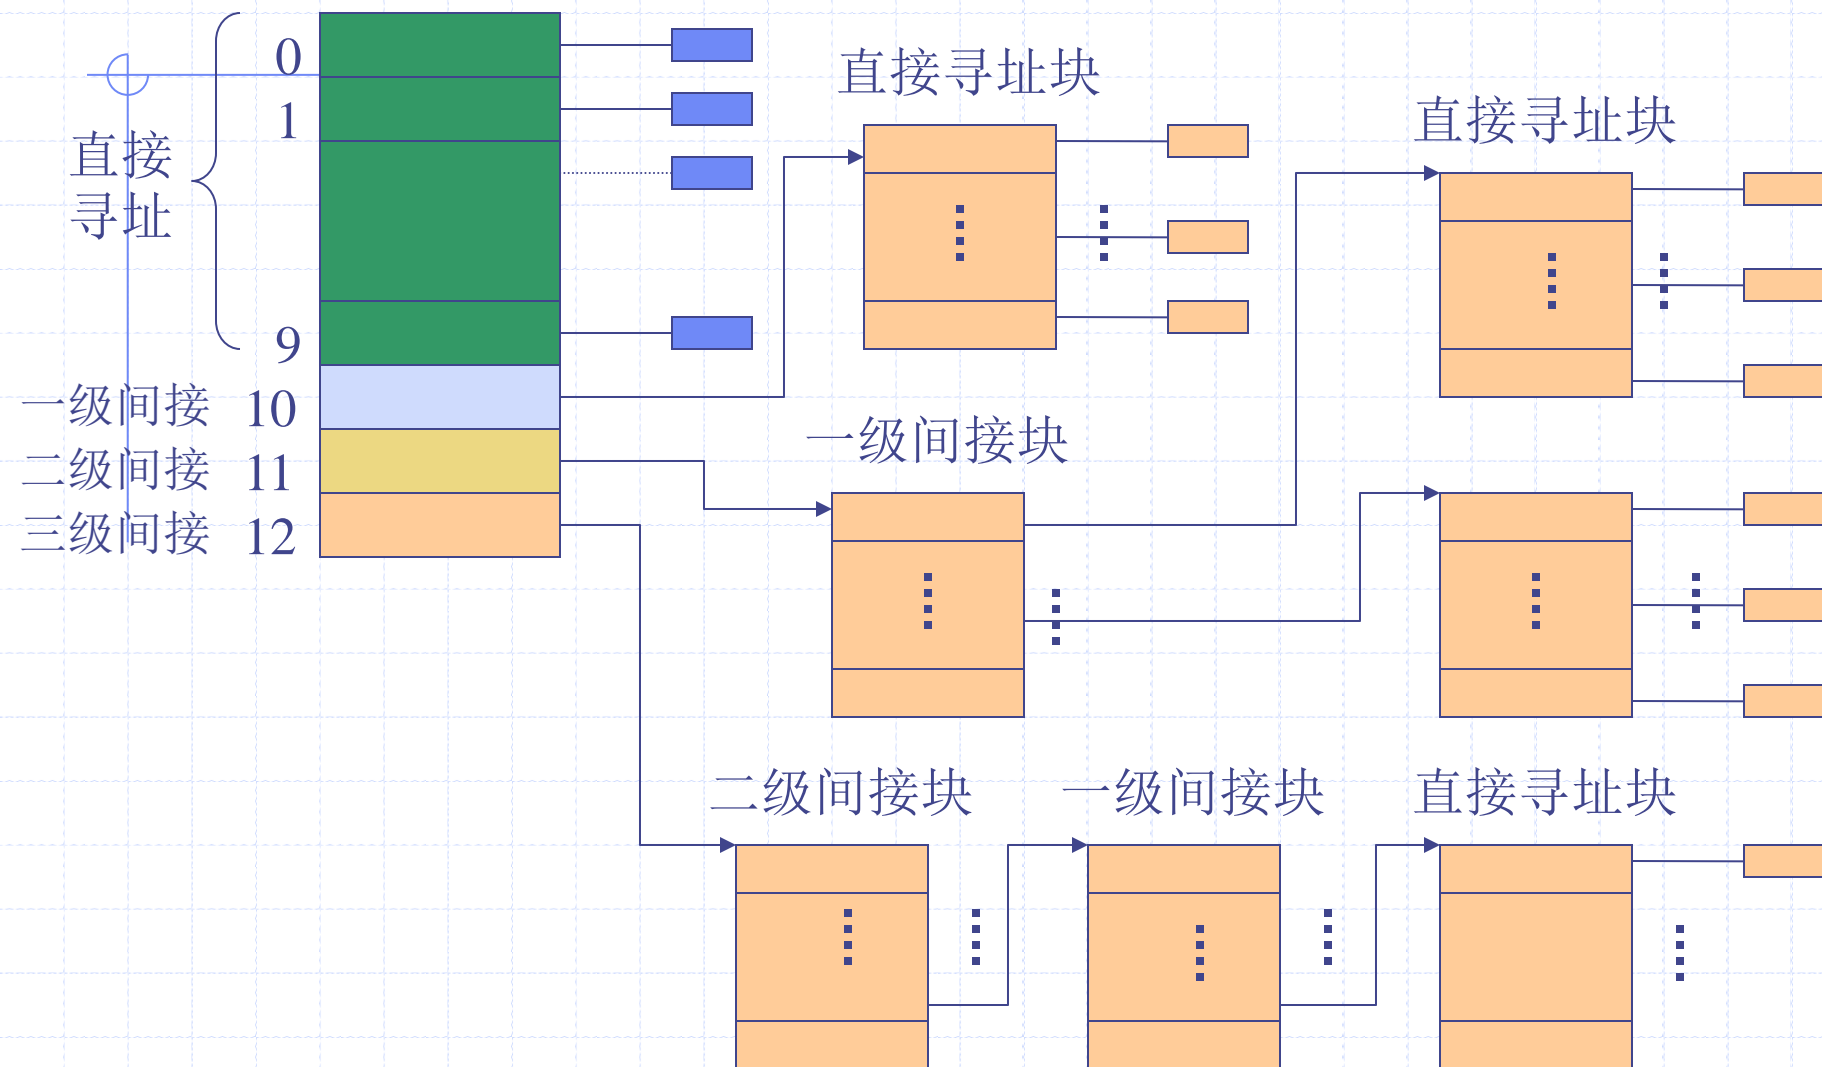 0
1
直接
寻址
9
一级间接 10
二级间接 11
三级间接 12
直接寻址块
直接寻址块
一级间接块
二级间接块
一级间接块
直接寻址块